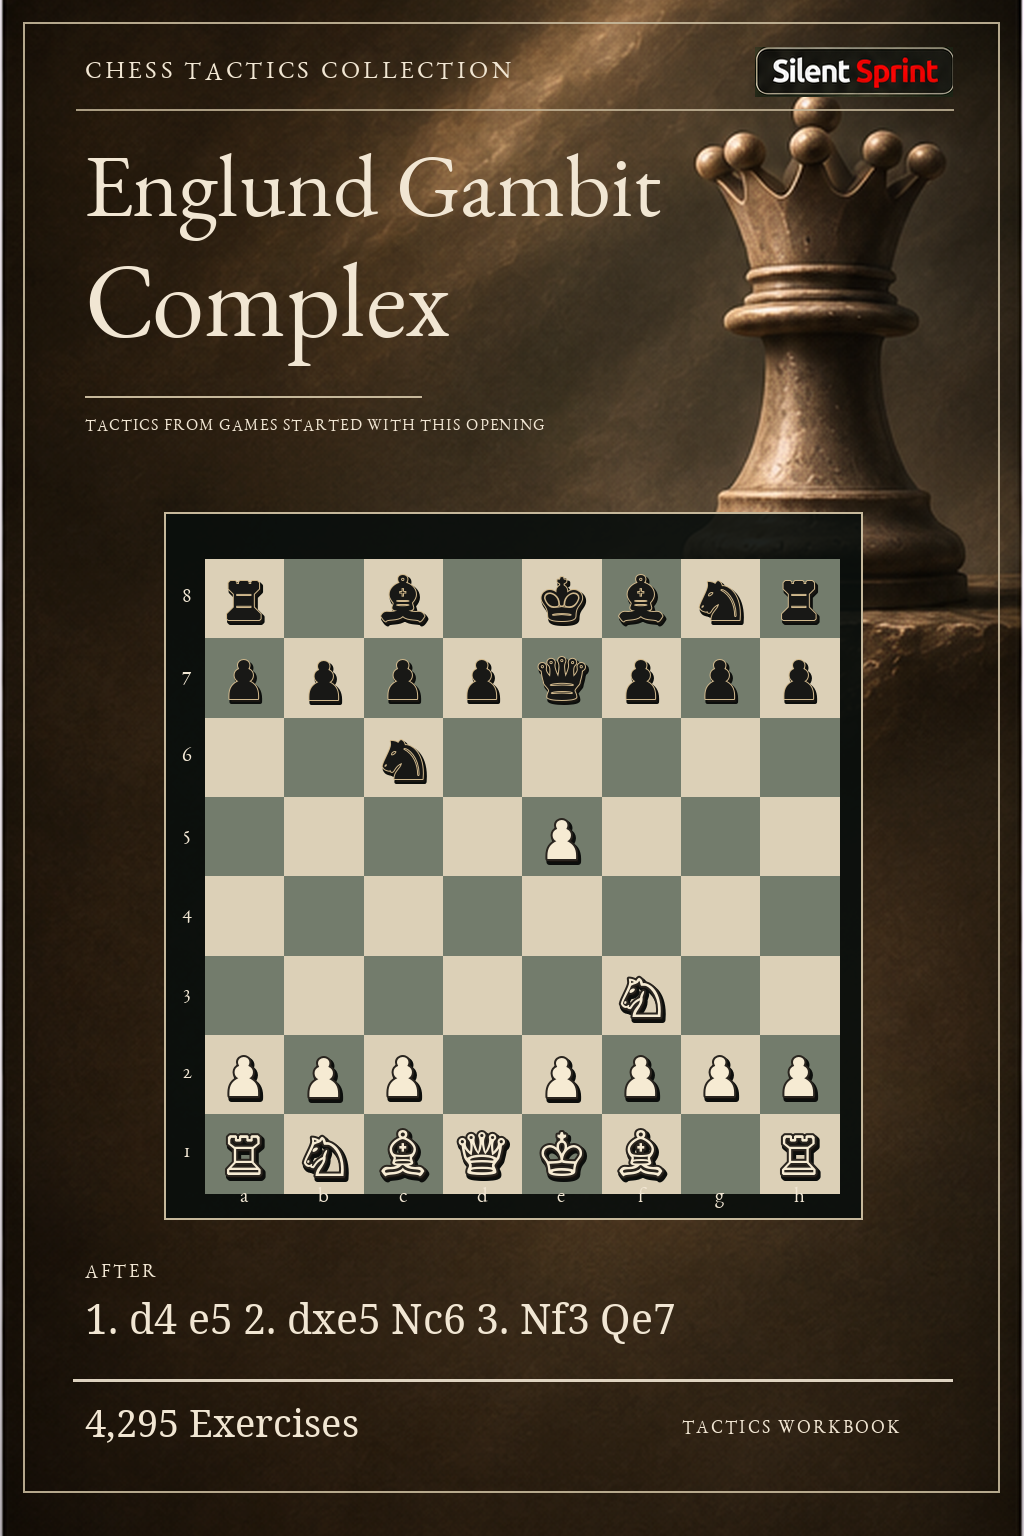 CHESS TACTICS COLLECTION
Silent Sprint
Englund Gambit
Complex
TACTICS FROM GAMES STARTED WITH THIS OPENING
8
7
6
5
4
3
2
1
a b c d e f g h
AFTER
1. d4 e5 2. dxe5 Nc6 3. Nf3 Qe7
4,295 Exercises
TACTICS WORKBOOK